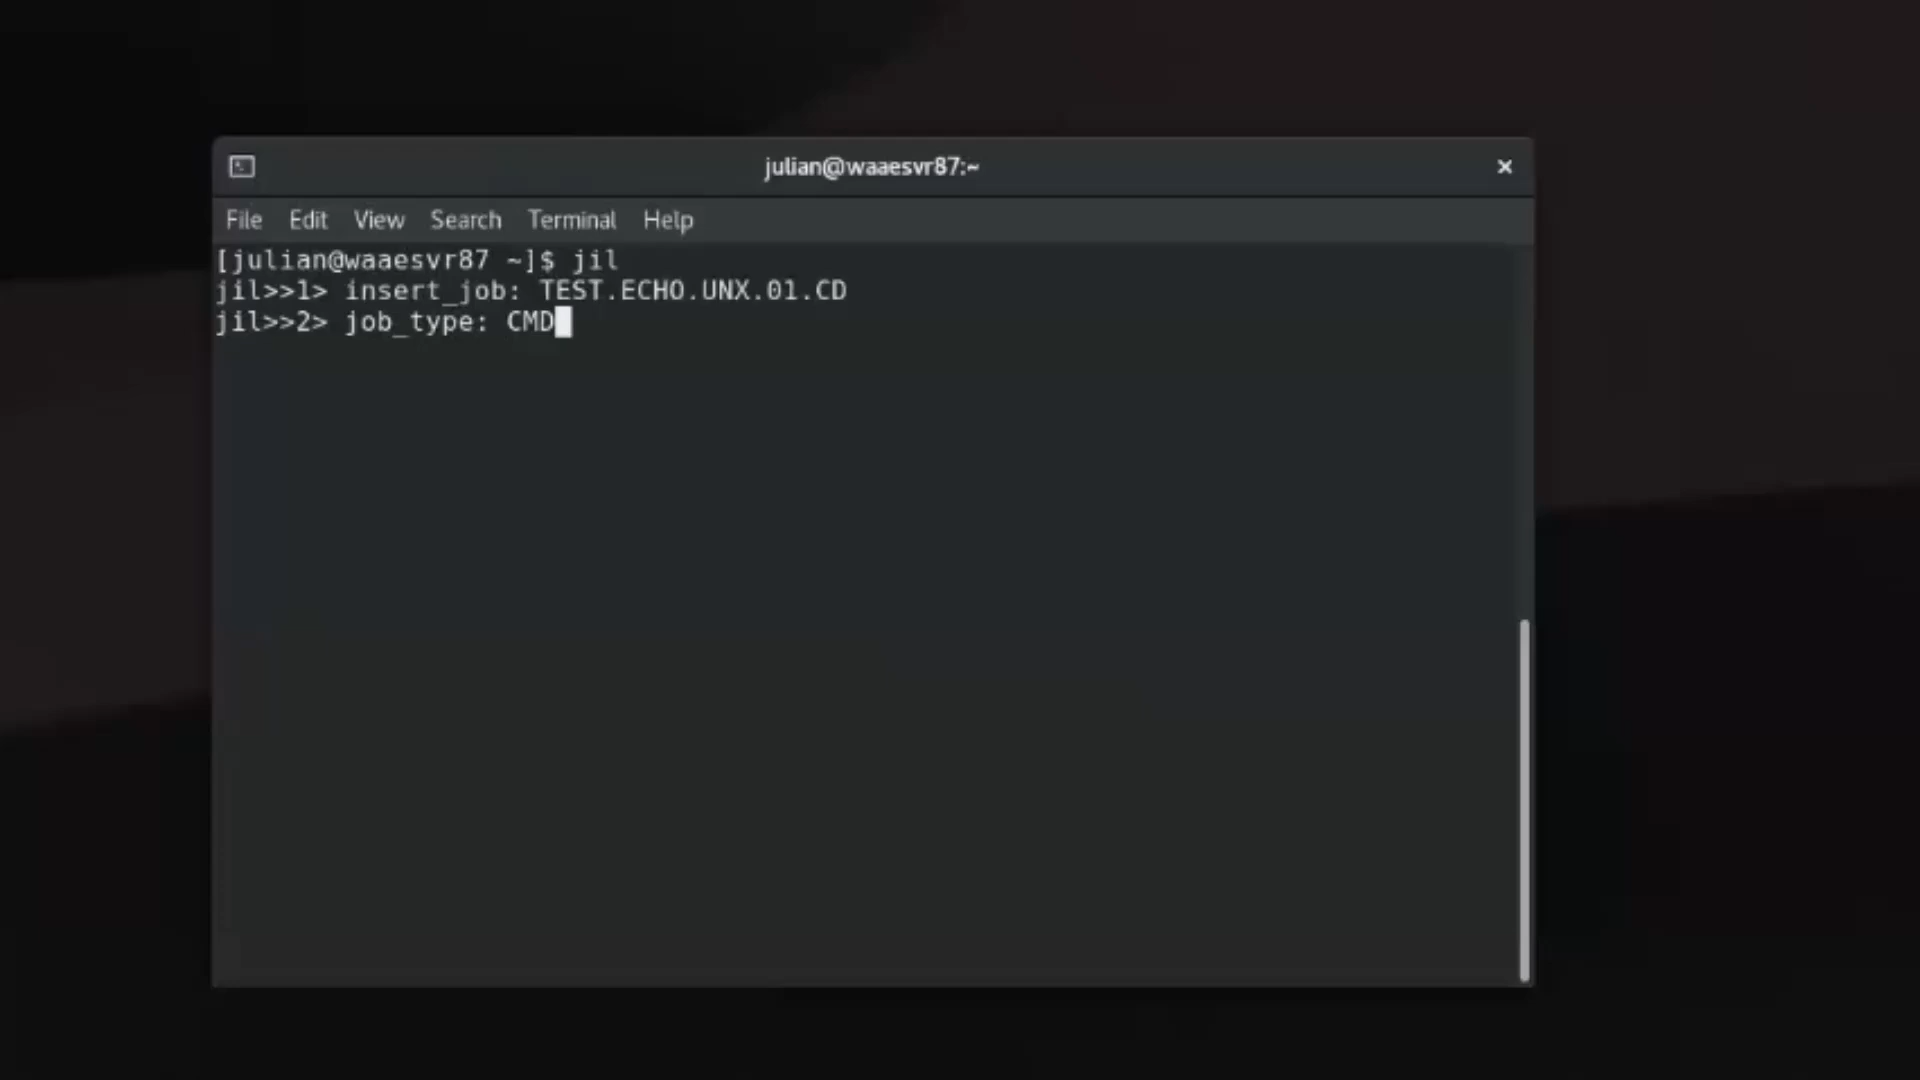 julian@waaesvr87:~
File Edit View Search Terminal Help
[julian@waaesvr87 ~]$ jil
jil>>1> insert_job: TEST.ECHO.UNX.01.CD
jil>>2> job_type: CMD